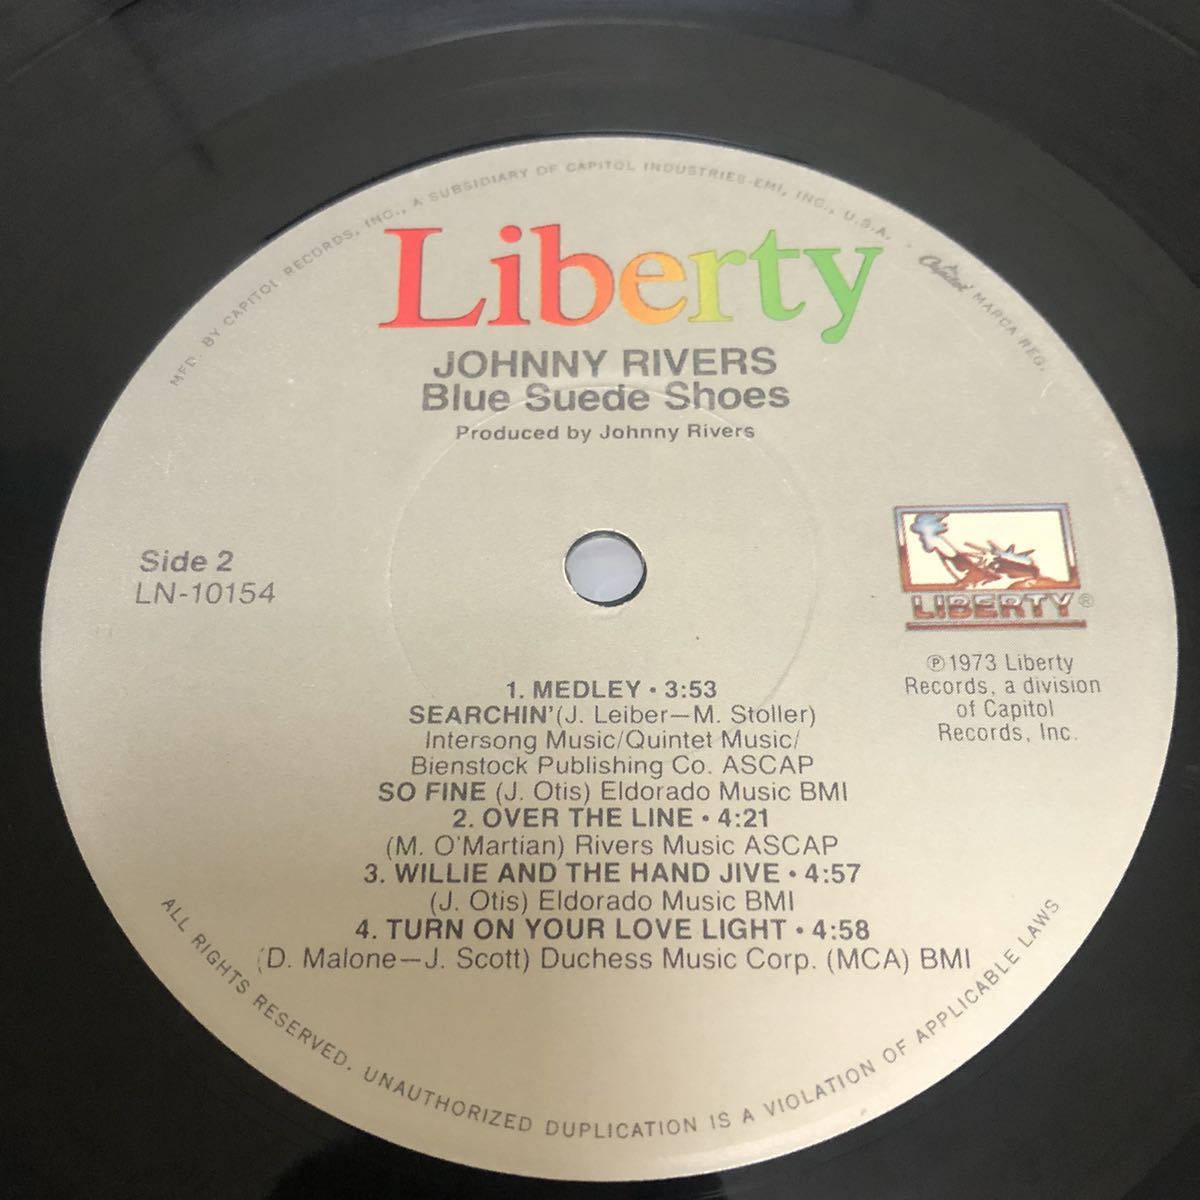 MFD. BY CAPITOL RECORDS, INC., A SUBSIDIARY OF CAPITOL INDUSTRIES-EMI, INC., U.S.A. · Capitol MARCA REG.
Liberty
JOHNNY RIVERS
Blue Suede Shoes
Produced by Johnny Rivers
Side 2
LN-10154
LIBERTY®
℗1973 Liberty
Records, a division
of Capitol
Records, Inc.
1. MEDLEY • 3:53
SEARCHIN'(J. Leiber—M. Stoller)
Intersong Music/Quintet Music/
Bienstock Publishing Co. ASCAP
SO FINE (J. Otis) Eldorado Music BMI
2. OVER THE LINE • 4:21
(M. O'Martian) Rivers Music ASCAP
3. WILLIE AND THE HAND JIVE • 4:57
(J. Otis) Eldorado Music BMI
4. TURN ON YOUR LOVE LIGHT • 4:58
(D. Malone—J. Scott) Duchess Music Corp. (MCA) BMI
ALL RIGHTS RESERVED. UNAUTHORIZED DUPLICATION IS A VIOLATION OF APPLICABLE LAWS